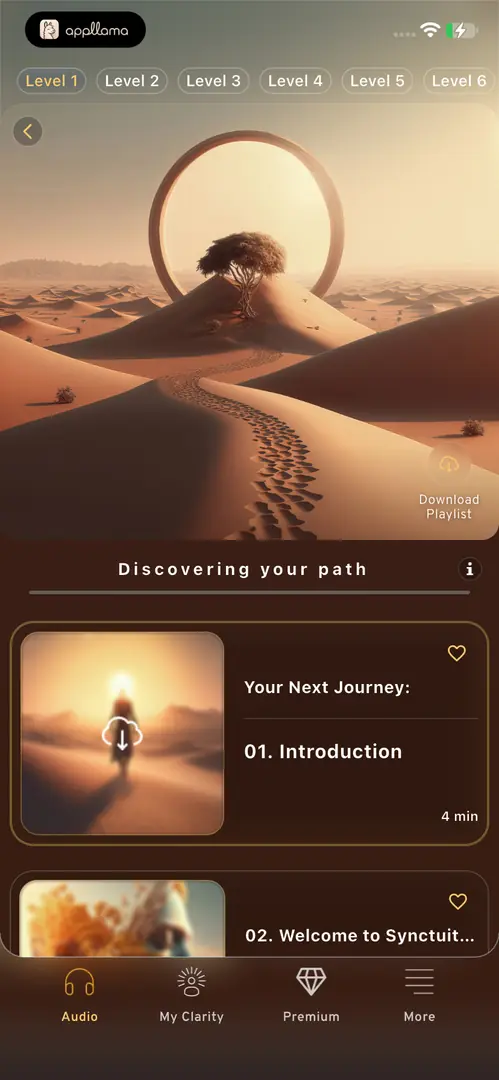 appllama
Level 1
Level 2
Level 3
Level 4
Level 5
Level 6
Download
Playlist
Discovering your path
i
Your Next Journey:
01. Introduction
4 min
02. Welcome to Synctuit...
Audio
My Clarity
Premium
More